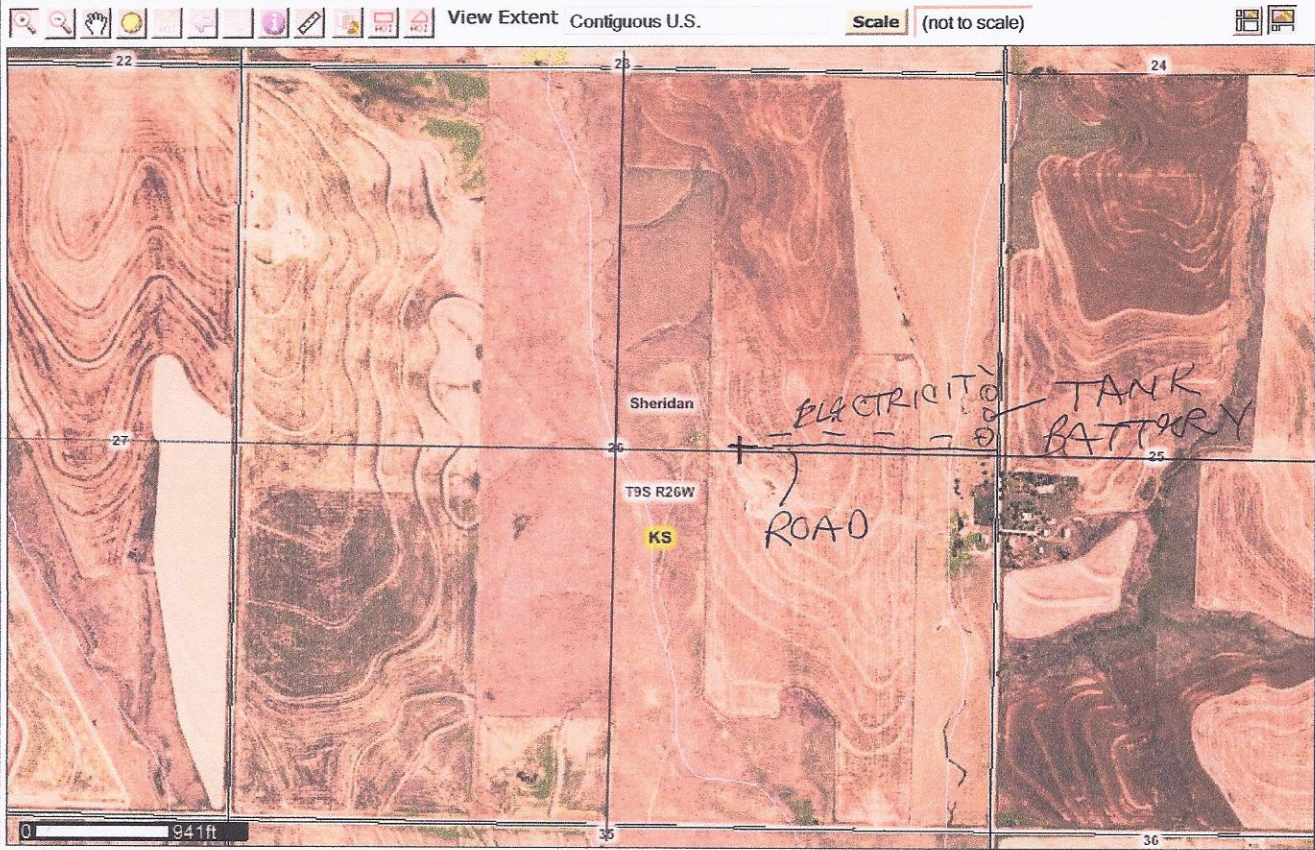 View Extent Contiguous U.S. Scale (not to scale)
22 23 24
Sheridan
ELECTRICITY
TANK
BATTERY
27 26 25
T9S R26W
KS
ROAD
0 941ft
35 36